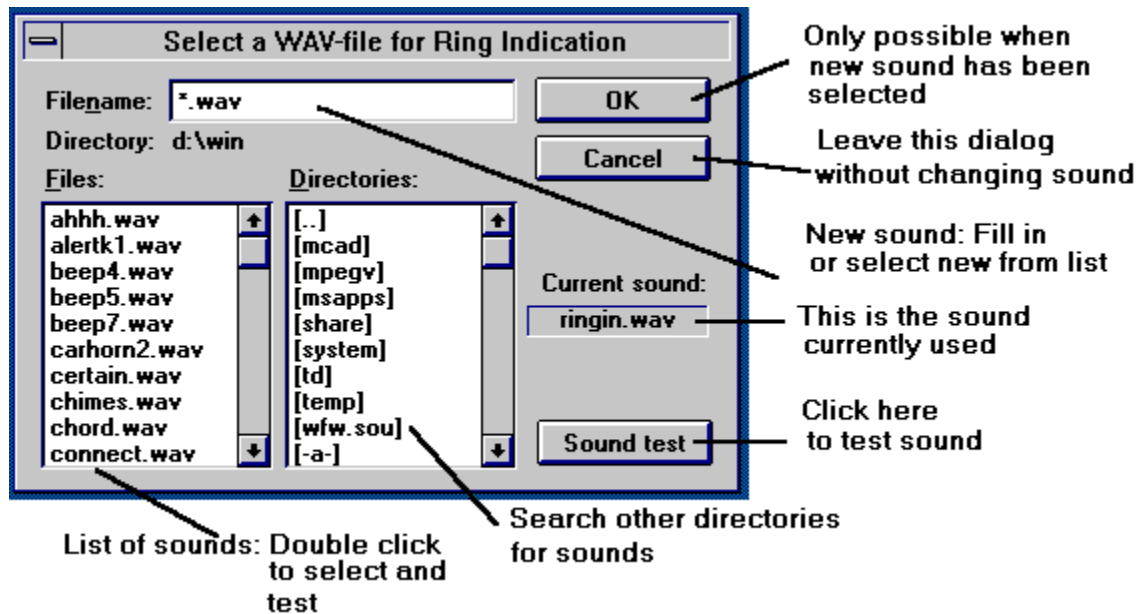 Select a WAV-file for Ring Indication
Filename: *.wav
OK
Directory: d:\win
Cancel
Files:
ahhh.wav
alertk1.wav
beep4.wav
beep5.wav
beep7.wav
carhorn2.wav
certain.wav
chimes.wav
chord.wav
connect.wav
Directories:
[..]
[mcad]
[mpegv]
[msapps]
[share]
[system]
[td]
[temp]
[wfw.sou]
[-a-]
Current sound:
ringin.wav
Sound test
Only possible when
new sound has been
selected
Leave this dialog
without changing sound
New sound: Fill in
or select new from list
This is the sound
currently used
Click here
to test sound
Search other directories
for sounds
List of sounds: Double click
to select and
test